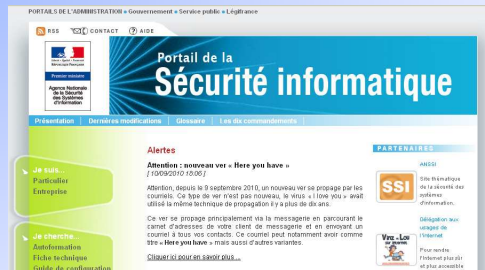 PORTAILS DE L'ADMINISTRATION Gouvernement Service public Légifrance
RSS CONTACT AIDE
Liberté • Égalité • Fraternité
République Française
Premier ministre
Agence Nationale
de la Sécurité
des Systèmes
d'Information
Portail de la
Sécurité informatique
Présentation | Dernières modifications | Glossaire | Les dix commandements
Je suis...
Particulier
Entreprise
Je cherche...
Autoformation
Fiche technique
Guide de configuration
Alertes
Attention : nouveau ver « Here you have »
[10/09/2010 18:06]
Attention, depuis le 9 septembre 2010, un nouveau ver se propage par les
courriels. Ce type de ver n'est pas nouveau, le virus « I love you » avait
utilisé la même technique de propagation il y a plus de dix ans.
Ce ver se propage principalement via la messagerie en parcourant le
carnet d'adresses de votre client de messagerie et en envoyant un
courriel à tous vos contacts. Ce courriel peut notamment avoir comme
titre « Here you have » mais aussi d'autres variantes.
Cliquer ici pour en savoir plus ...
PARTENAIRES
ANSSI
SSI
Site thématique
de la sécurité des
systèmes
d'information.
Délégation aux
usages de
l'Internet
Pour rendre
l'Internet plus sûr
et plus accessible